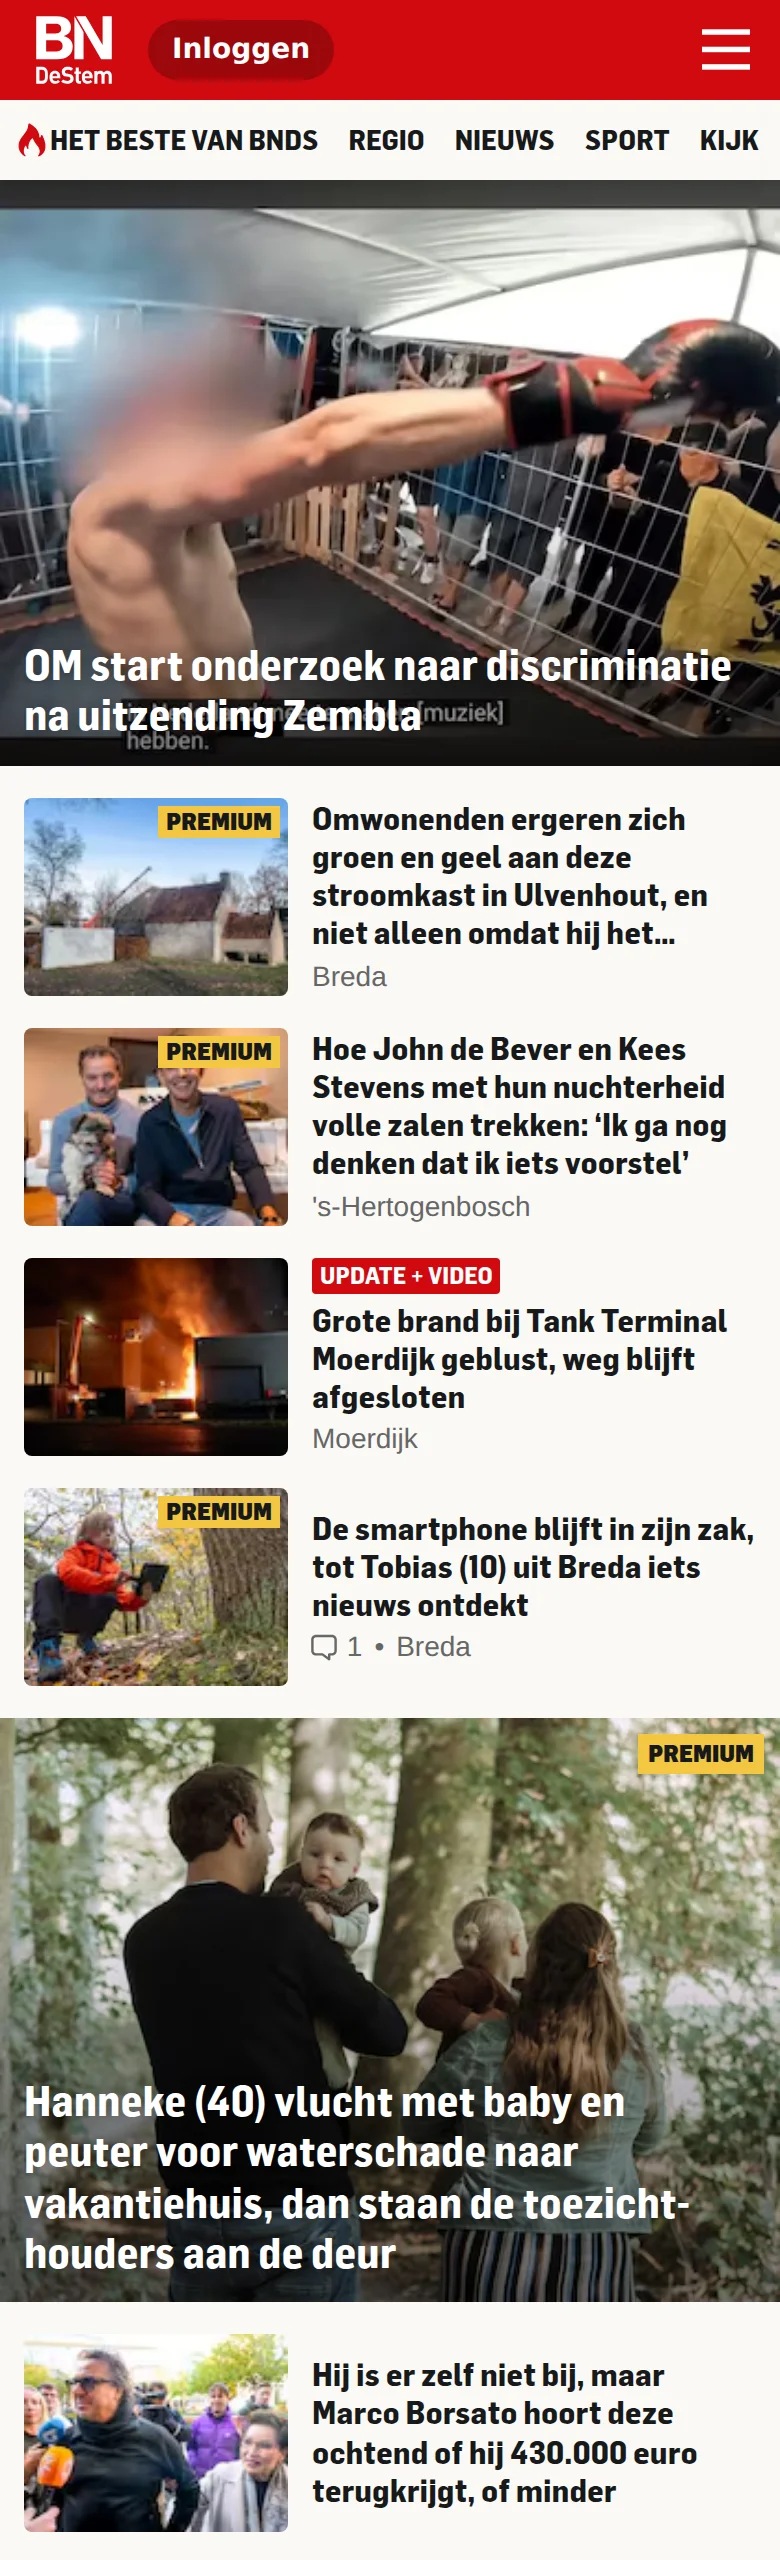 BN
DeStem
Inloggen
HET BESTE VAN BNDS
REGIO
NIEUWS
SPORT
KIJK
OM start onderzoek naar discriminatie
na uitzending Zembla
[muziek]
hebben.
PREMIUM
Omwonenden ergeren zich
groen en geel aan deze
stroomkast in Ulvenhout, en
niet alleen omdat hij het...
Breda
PREMIUM
Hoe John de Bever en Kees
Stevens met hun nuchterheid
volle zalen trekken: ‘Ik ga nog
denken dat ik iets voorstel’
's-Hertogenbosch
UPDATE + VIDEO
Grote brand bij Tank Terminal
Moerdijk geblust, weg blijft
afgesloten
Moerdijk
PREMIUM
De smartphone blijft in zijn zak,
tot Tobias (10) uit Breda iets
nieuws ontdekt
1 • Breda
PREMIUM
Hanneke (40) vlucht met baby en
peuter voor waterschade naar
vakantiehuis, dan staan de toezicht-
houders aan de deur
Hij is er zelf niet bij, maar
Marco Borsato hoort deze
ochtend of hij 430.000 euro
terugkrijgt, of minder